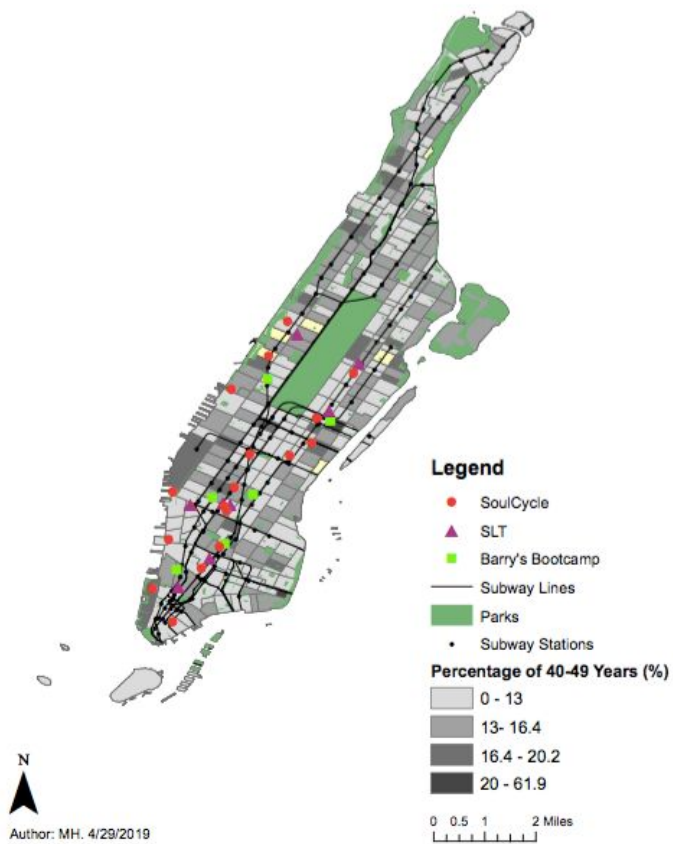 Legend
SoulCycle
SLT
Barry's Bootcamp
Subway Lines
Parks
Subway Stations
Percentage of 40-49 Years (%)
0 - 13
13- 16.4
16.4 - 20.2
20 - 61.9
N
0 0.5 1 2 Miles
Author: MH. 4/29/2019